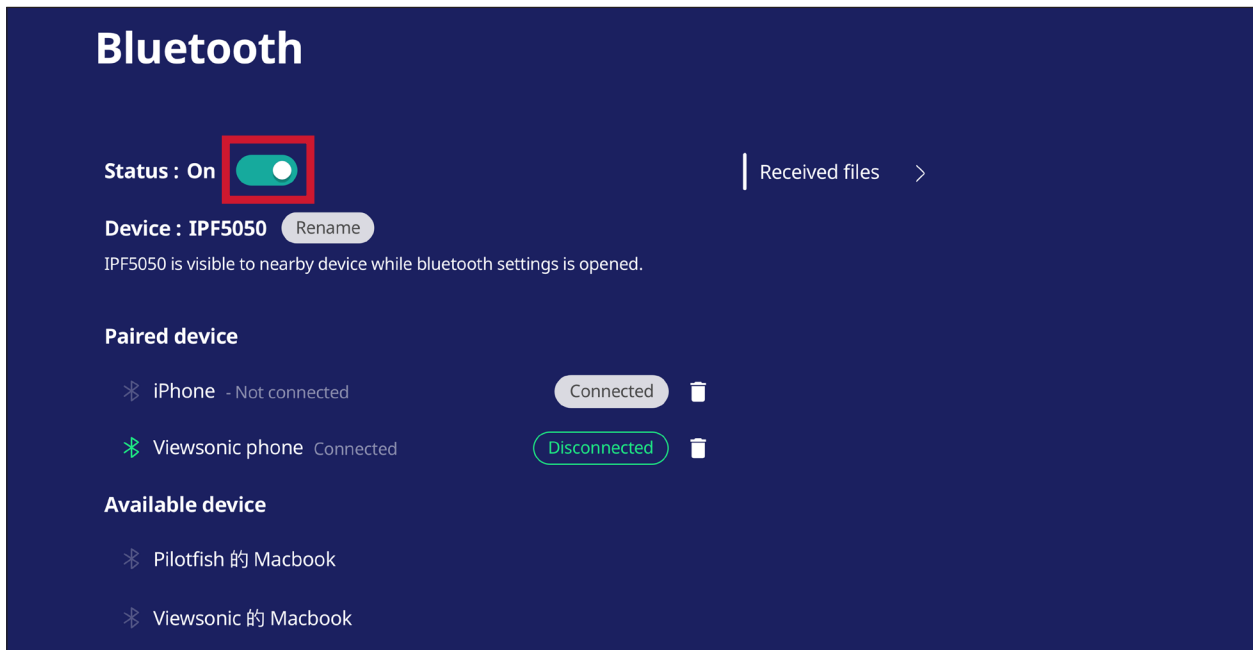 Bluetooth
Status : On
Received files
Device : IPF5050 Rename
IPF5050 is visible to nearby device while bluetooth settings is opened.
Paired device
iPhone - Not connected Connected
Viewsonic phone Connected Disconnected
Available device
Pilotfish 的 Macbook
Viewsonic 的 Macbook